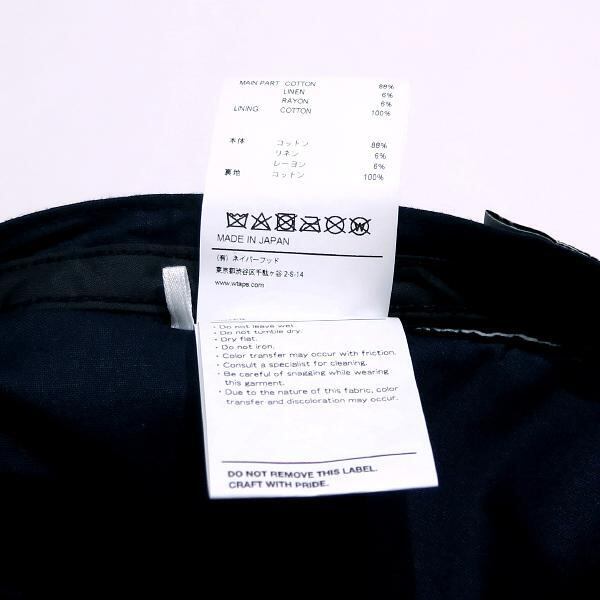 MAIN PART COTTON 88%
LINEN 6%
RAYON 6%
LINING COTTON 100%
本体 コットン 88%
リネン 6%
レーヨン 6%
裏地 コットン 100%
MADE IN JAPAN
(有) ネイバーフッド
東京都渋谷区千駄ヶ谷 2-8-14
www.wtaps.com
- Do not leave wet.
- Do not tumble dry.
- Dry flat.
- Do not iron.
- Color transfer may occur with friction.
- Consult a specialist for cleaning.
- Be careful of snagging while wearing
this garment.
- Due to the nature of this fabric, color
transfer and discoloration may occur.
DO NOT REMOVE THIS LABEL.
CRAFT WITH PRIDE.